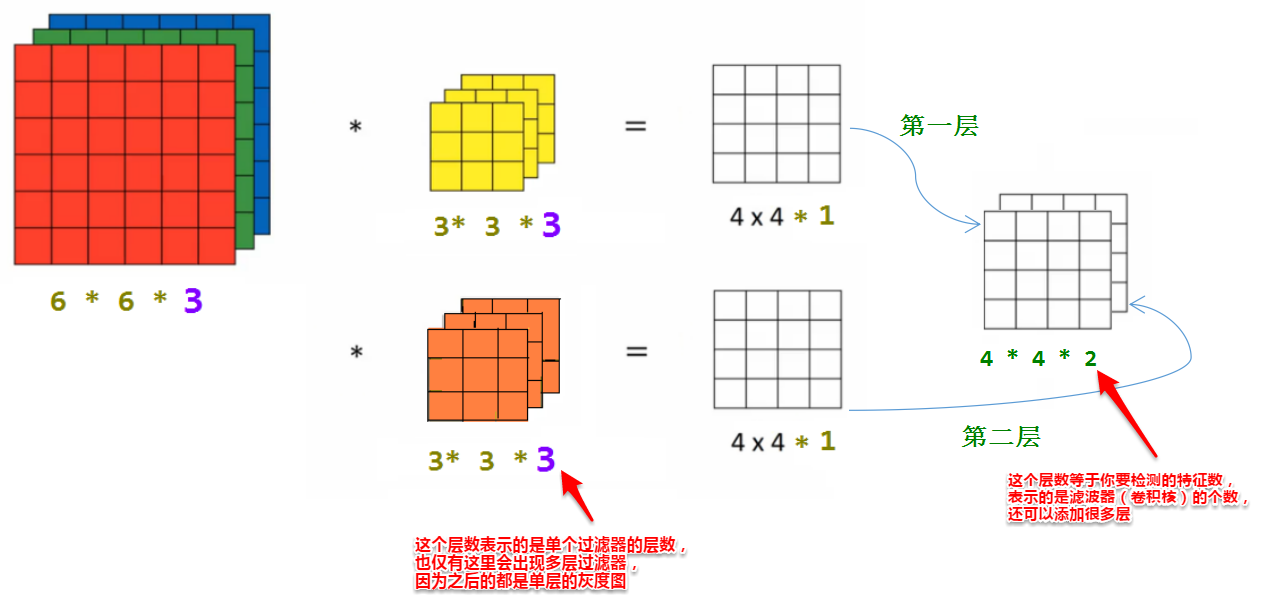 *
=
第一层
3* 3 *3
4 x 4 * 1
6 * 6 * 3
*
=
4 * 4 * 2
3* 3 *3
4 x 4 * 1
第二层
这个层数等于你要检测的特征数，
表示的是滤波器（卷积核）的个数，
还可以添加很多层
这个层数表示的是单个过滤器的层数，
也仅有这里会出现多层过滤器，
因为之后的都是单层的灰度图